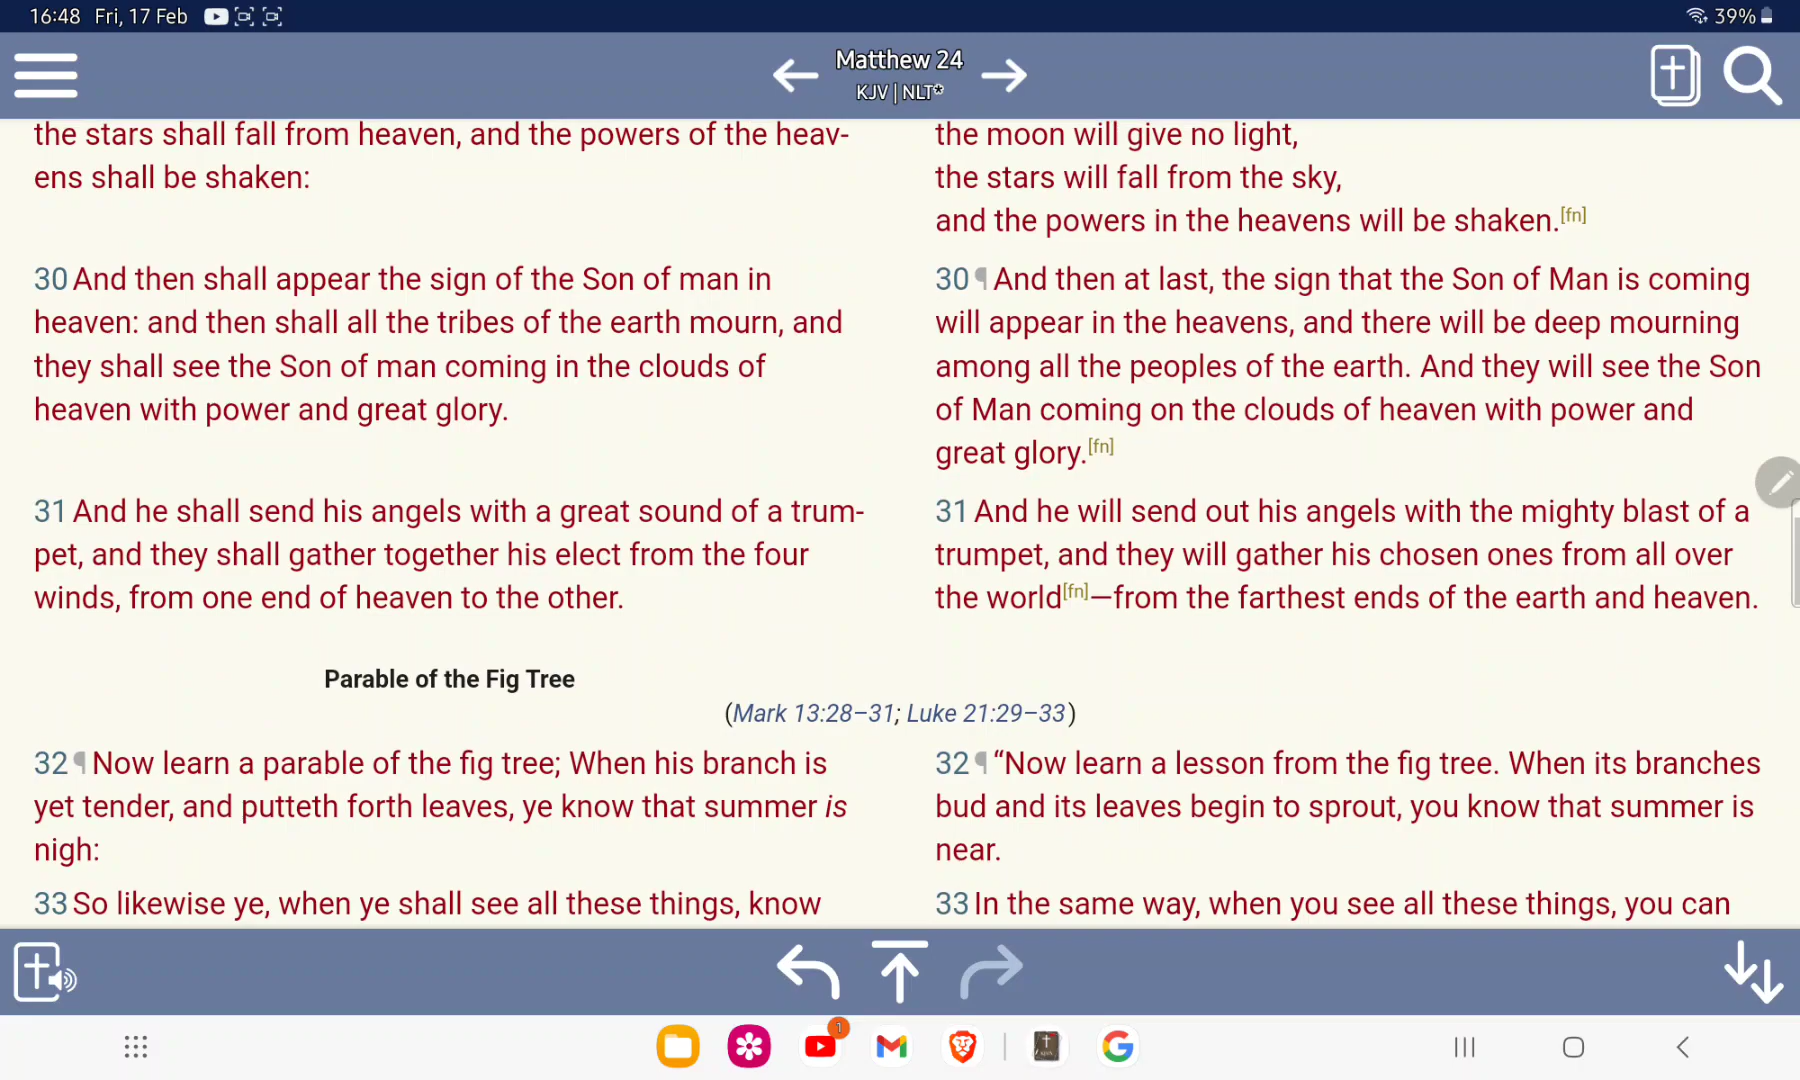 16:48 Fri, 17 Feb
39%
Matthew 24
KJV | NLT*
the stars shall fall from heaven, and the powers of the heav-
ens shall be shaken:
30 And then shall appear the sign of the Son of man in
heaven: and then shall all the tribes of the earth mourn, and
they shall see the Son of man coming in the clouds of
heaven with power and great glory.
31 And he shall send his angels with a great sound of a trum-
pet, and they shall gather together his elect from the four
winds, from one end of heaven to the other.
the moon will give no light,
the stars will fall from the sky,
and the powers in the heavens will be shaken.[fn]
30 ¶ And then at last, the sign that the Son of Man is coming
will appear in the heavens, and there will be deep mourning
among all the peoples of the earth. And they will see the Son
of Man coming on the clouds of heaven with power and
great glory.[fn]
31 And he will send out his angels with the mighty blast of a
trumpet, and they will gather his chosen ones from all over
the world[fn]—from the farthest ends of the earth and heaven.
Parable of the Fig Tree
(Mark 13:28–31; Luke 21:29–33)
32 ¶ Now learn a parable of the fig tree; When his branch is
yet tender, and putteth forth leaves, ye know that summer is
nigh:
33 So likewise ye, when ye shall see all these things, know
32 ¶ “Now learn a lesson from the fig tree. When its branches
bud and its leaves begin to sprout, you know that summer is
near.
33 In the same way, when you see all these things, you can
1